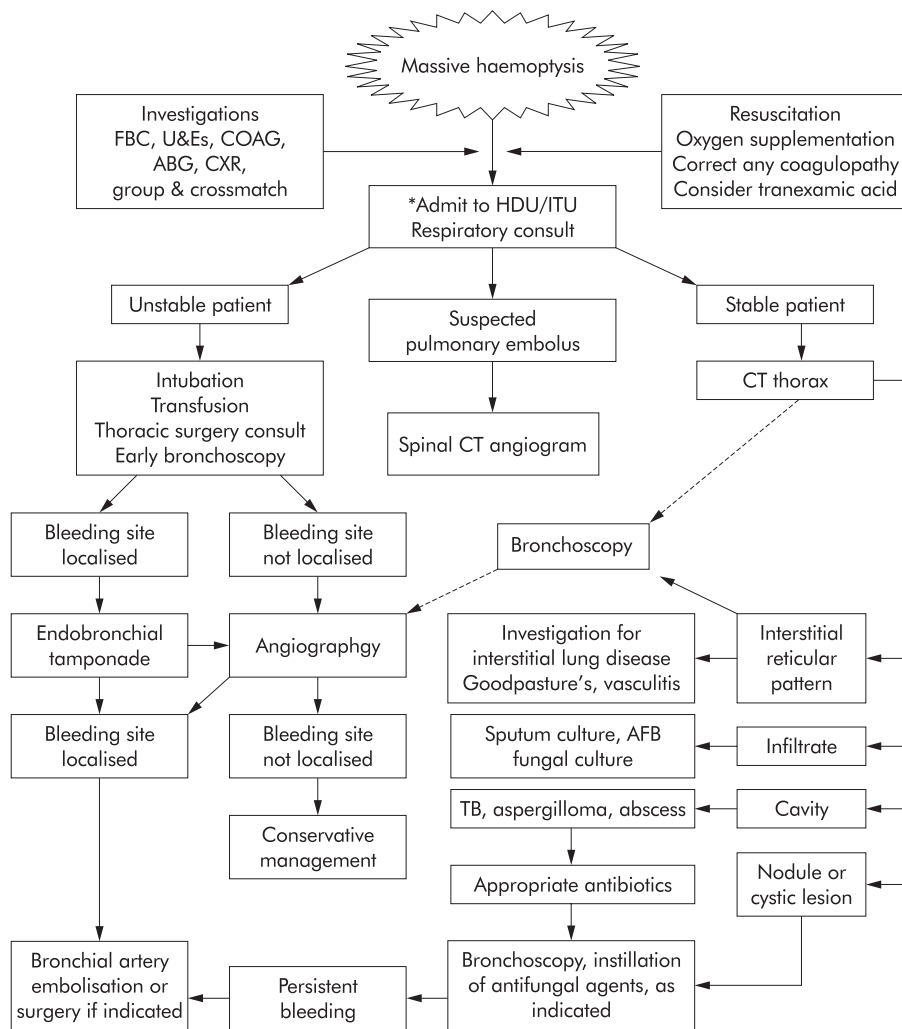 Massive haemoptysis
Investigations
FBC, U&Es, COAG,
ABG, CXR,
group & crossmatch
Resuscitation
Oxygen supplementation
Correct any coagulopathy
Consider tranexamic acid
*Admit to HDU/ITU
Respiratory consult
Unstable patient
Suspected
pulmonary embolus
Stable patient
Intubation
Transfusion
Thoracic surgery consult
Early bronchoscopy
CT thorax
Spinal CT angiogram
Bleeding site
localised
Bleeding site
not localised
Bronchoscopy
Endobronchial
tamponade
Angiographgy
Investigation for
interstitial lung disease
Goodpasture's, vasculitis
Interstitial
reticular
pattern
Bleeding site
localised
Bleeding site
not localised
Sputum culture, AFB
fungal culture
Infiltrate
Conservative
management
TB, aspergilloma, abscess
Cavity
Appropriate antibiotics
Nodule or
cystic lesion
Bronchial artery
embolisation or
surgery if indicated
Persistent
bleeding
Bronchoscopy, instillation
of antifungal agents, as
indicated